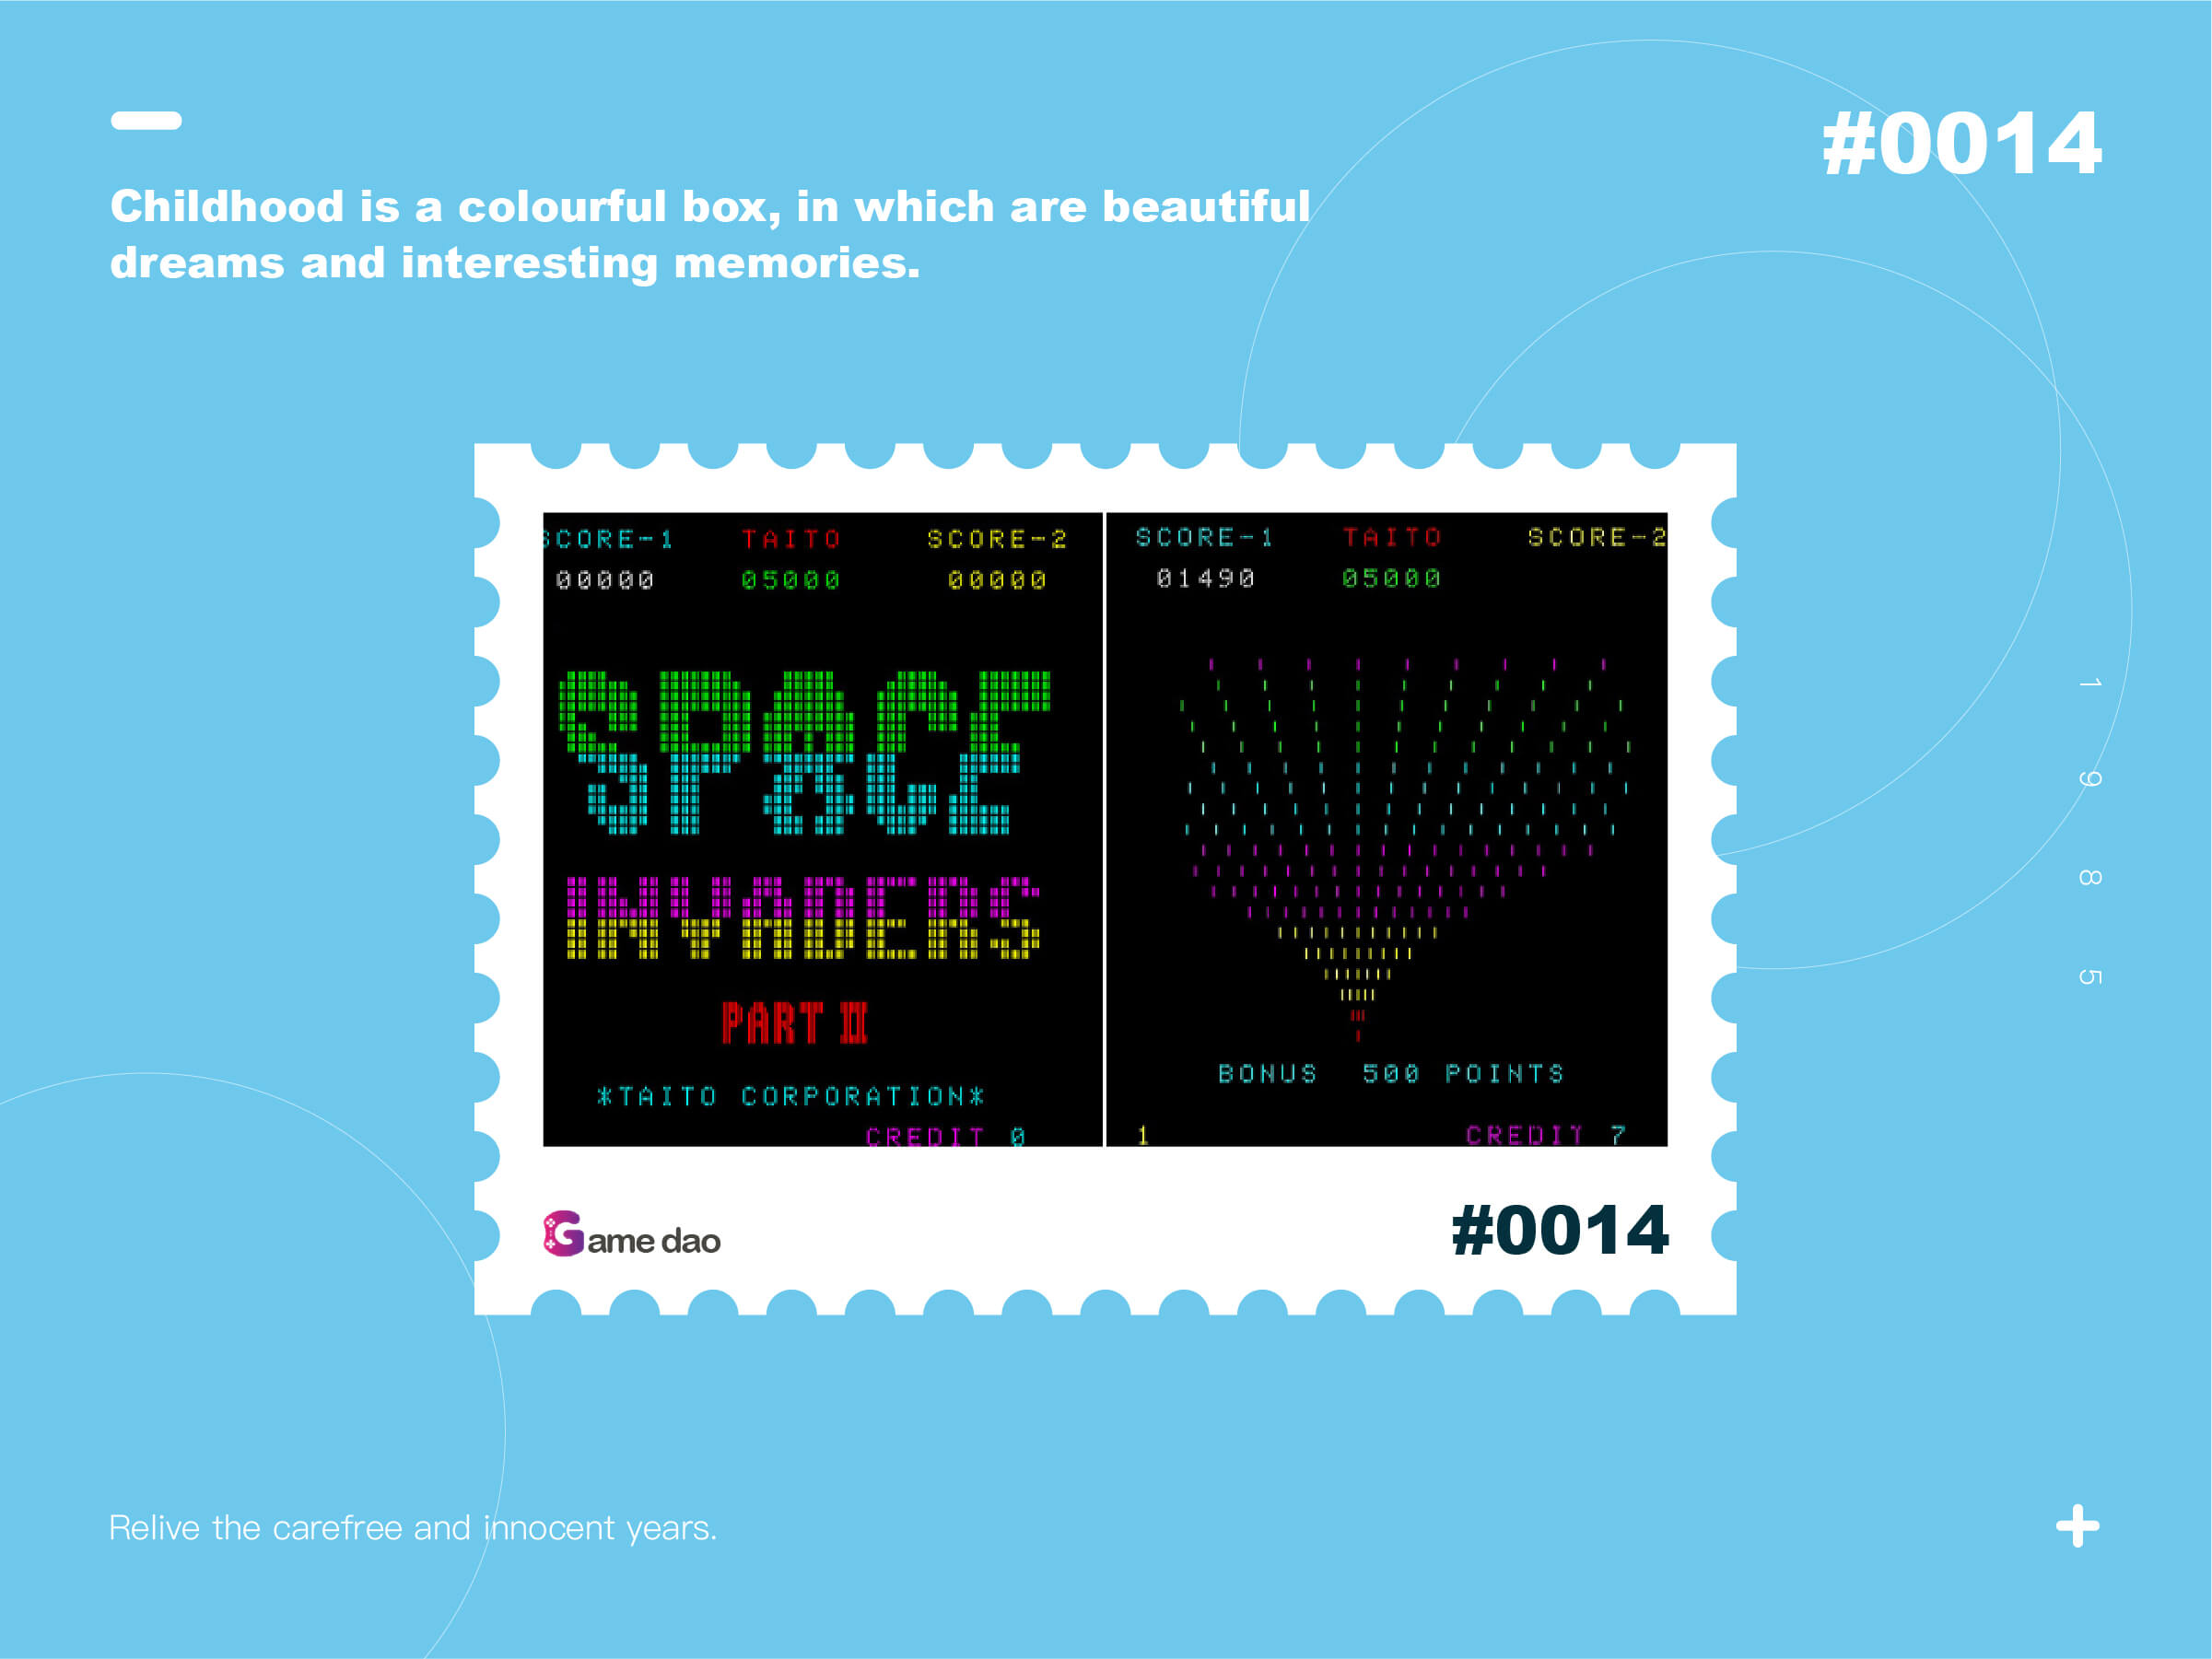 #0014
Childhood is a colourful box, in which are beautiful
dreams and interesting memories.
SCORE-1 TAITO SCORE-2
00000 05000 00000
SPACE
INVADERS
PART II
*TAITO CORPORATION*
CREDIT 0
SCORE-1 TAITO SCORE-2
01490 05000
BONUS 500 POINTS
1 CREDIT 7
Game dao
#0014
1985
Relive the carefree and innocent years.